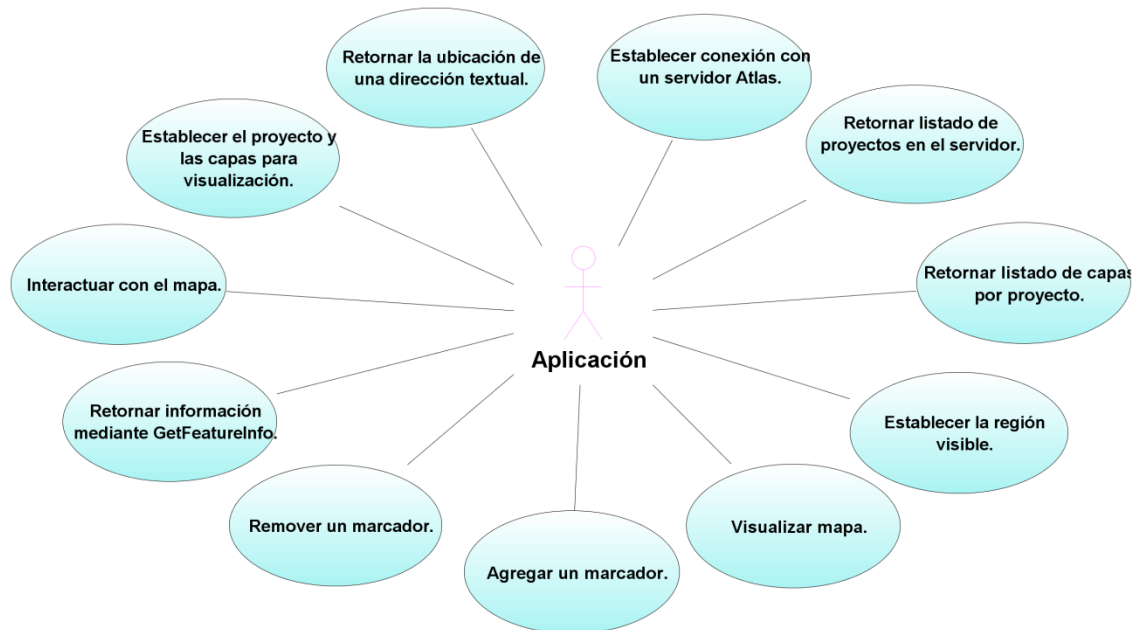 Retornar la ubicación de
una dirección textual.
Establecer conexión con
un servidor Atlas.
Establecer el proyecto y
las capas para
visualización.
Retornar listado de
proyectos en el servidor.
Interactuar con el mapa.
Retornar listado de capas
por proyecto.
Aplicación
Retornar información
mediante GetFeatureInfo.
Establecer la región
visible.
Remover un marcador.
Visualizar mapa.
Agregar un marcador.